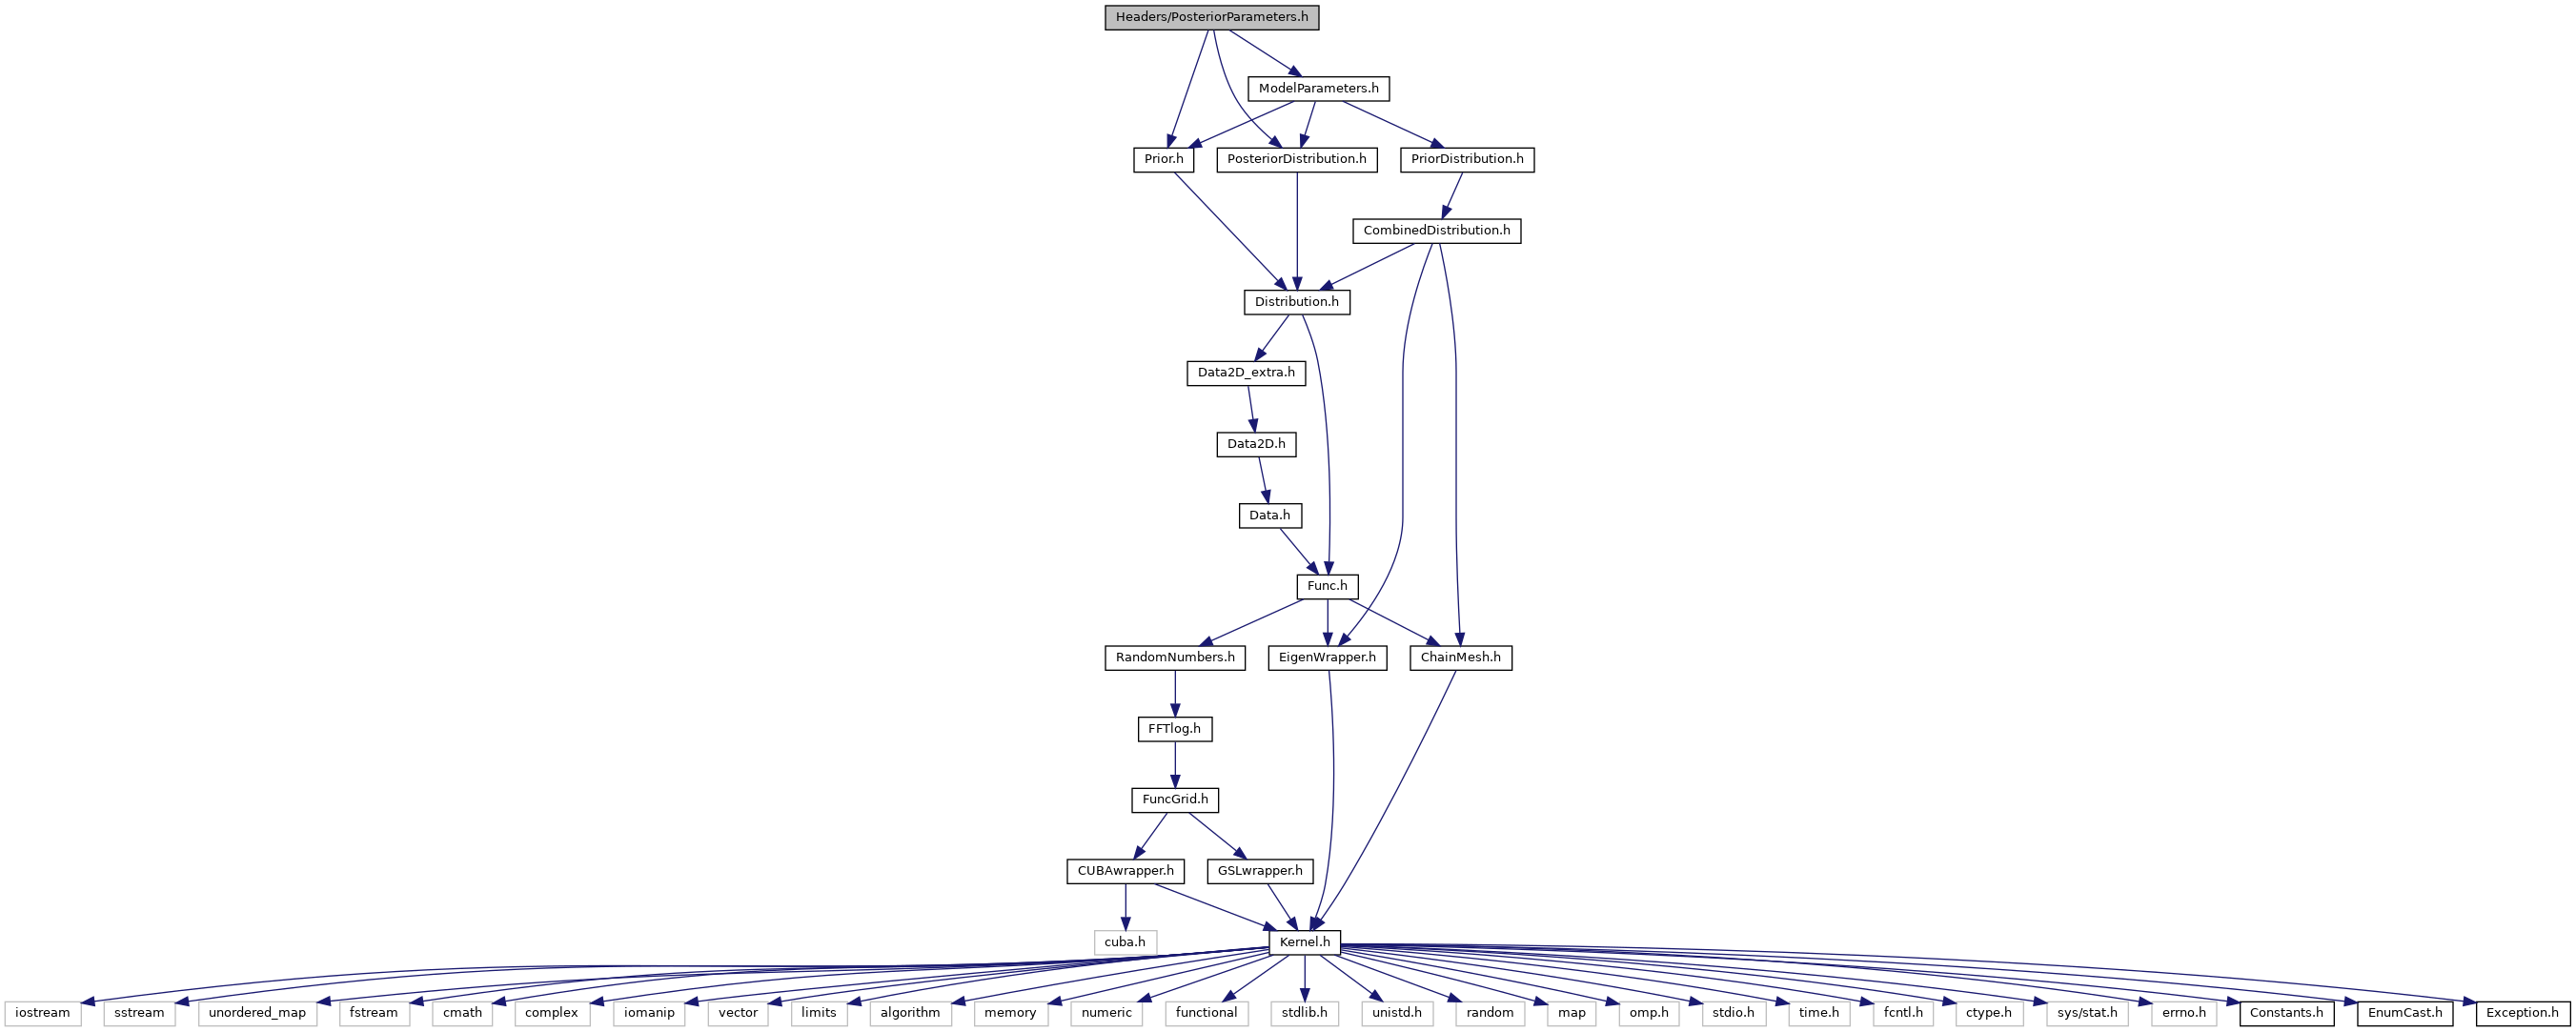 Headers/PosteriorParameters.h
ModelParameters.h
Prior.h
PosteriorDistribution.h
PriorDistribution.h
CombinedDistribution.h
Distribution.h
Data2D_extra.h
Data2D.h
Data.h
Func.h
RandomNumbers.h
EigenWrapper.h
ChainMesh.h
FFTlog.h
FuncGrid.h
CUBAwrapper.h
GSLwrapper.h
cuba.h
Kernel.h
iostream
sstream
unordered_map
fstream
cmath
complex
iomanip
vector
limits
algorithm
memory
numeric
functional
stdlib.h
unistd.h
random
map
omp.h
stdio.h
time.h
fcntl.h
ctype.h
sys/stat.h
errno.h
Constants.h
EnumCast.h
Exception.h